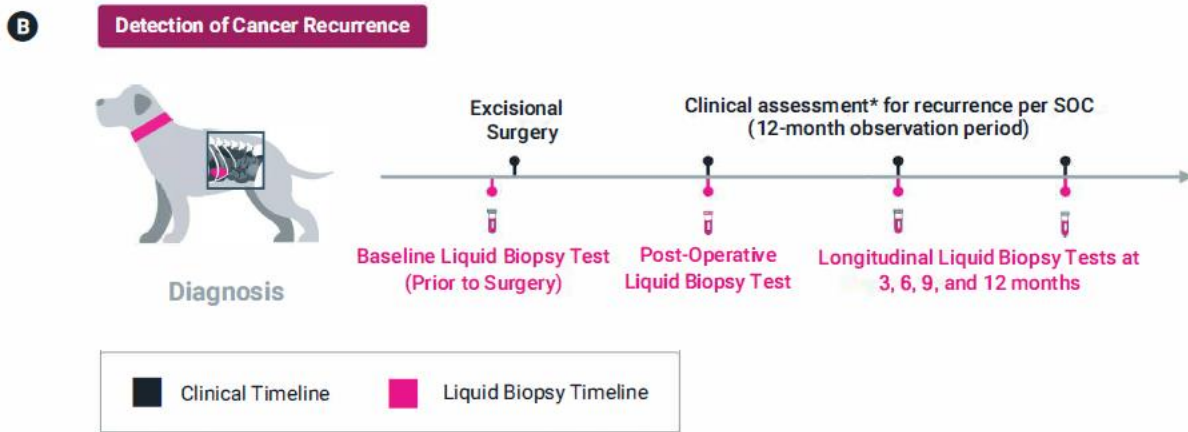 B
Detection of Cancer Recurrence
Excisional
Surgery
Clinical assessment* for recurrence per SOC
(12-month observation period)
Baseline Liquid Biopsy Test
(Prior to Surgery)
Post-Operative
Liquid Biopsy Test
Longitudinal Liquid Biopsy Tests at
3, 6, 9, and 12 months
Diagnosis
Clinical Timeline
Liquid Biopsy Timeline